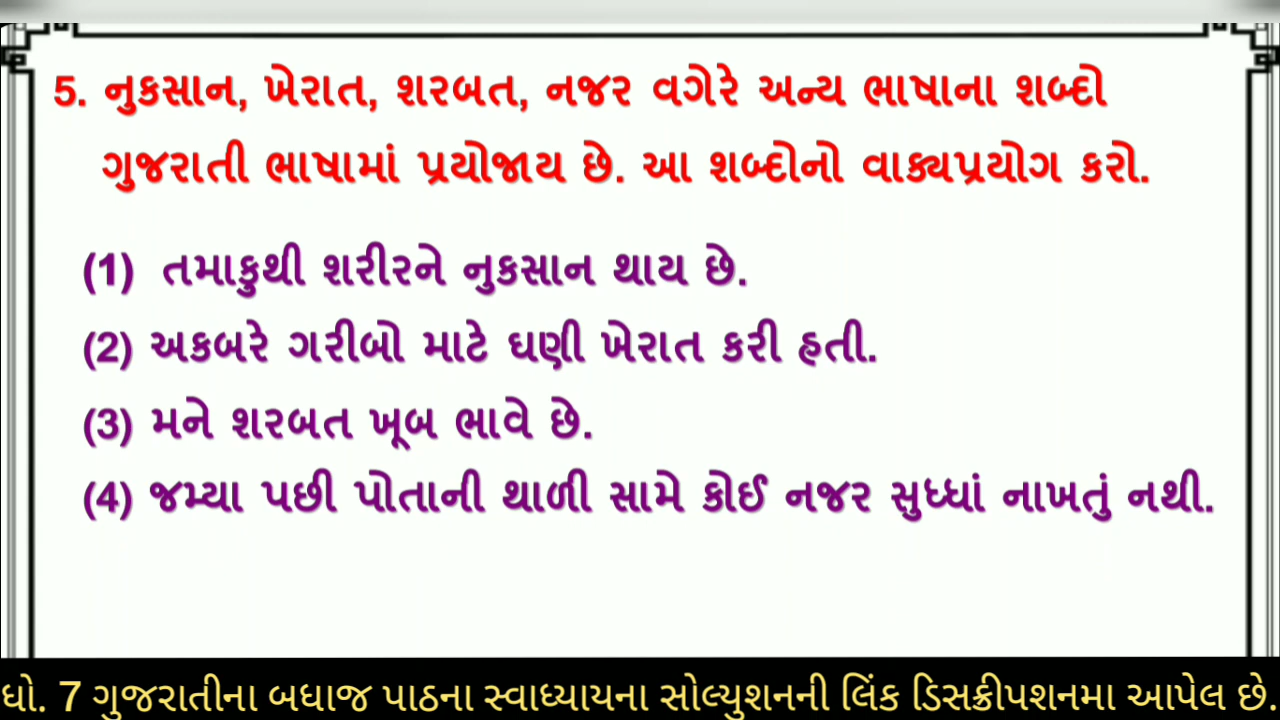 5. નુકસાન, ખેરાત, શરબત, નજર વગેરે અન્ય ભાષાના શબ્દો
ગુજરાતી ભાષામાં પ્રયોજાય છે. આ શબ્દોનો વાક્યપ્રયોગ કરો.
(1) તમાકુથી શરીરને નુકસાન થાય છે.
(2) અકબરે ગરીબો માટે ઘણી ખેરાત કરી હતી.
(3) મને શરબત ખૂબ ભાવે છે.
(4) જમ્યા પછી પોતાની થાળી સામે કોઈ નજર સુધ્ધાં નાખતું નથી.
ધો. 7 ગુજરાતીના બધાજ પાઠના સ્વાધ્યાયના સોલ્યુશનની લિંક ડિસક્રીપશનમા આપેલ છે.